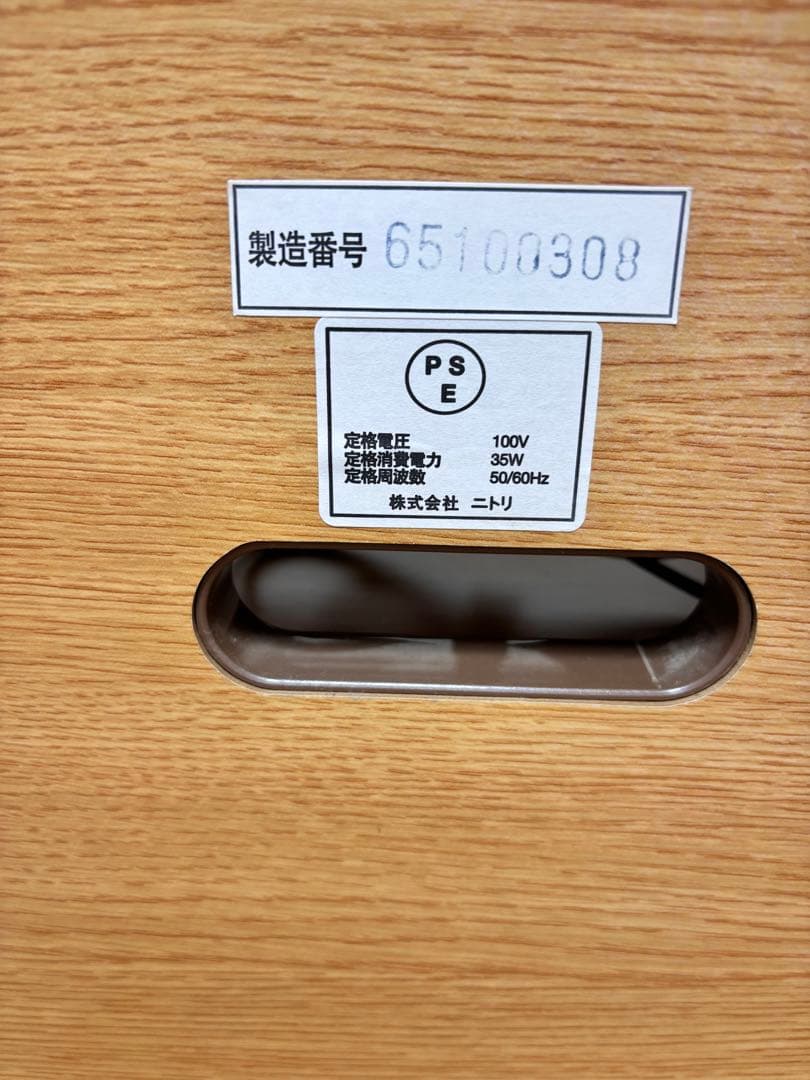 製造番号 65100308
PS
E
定格電圧 100V
定格消費電力 35W
定格周波数 50/60Hz
株式会社 ニトリ